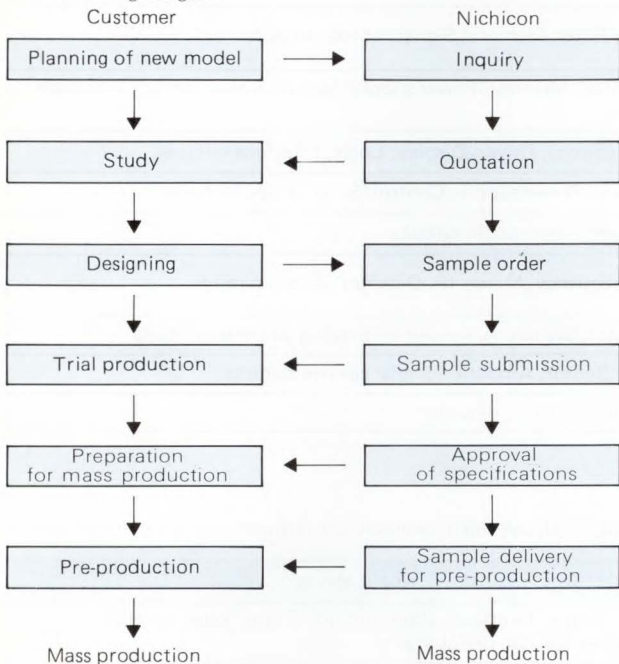 Customer Nichicon
Planning of new model Inquiry
Study Quotation
Designing Sample order
Trial production Sample submission
Preparation Approval
for mass production of specifications
Pre-production Sample delivery
for pre-production
Mass production Mass production